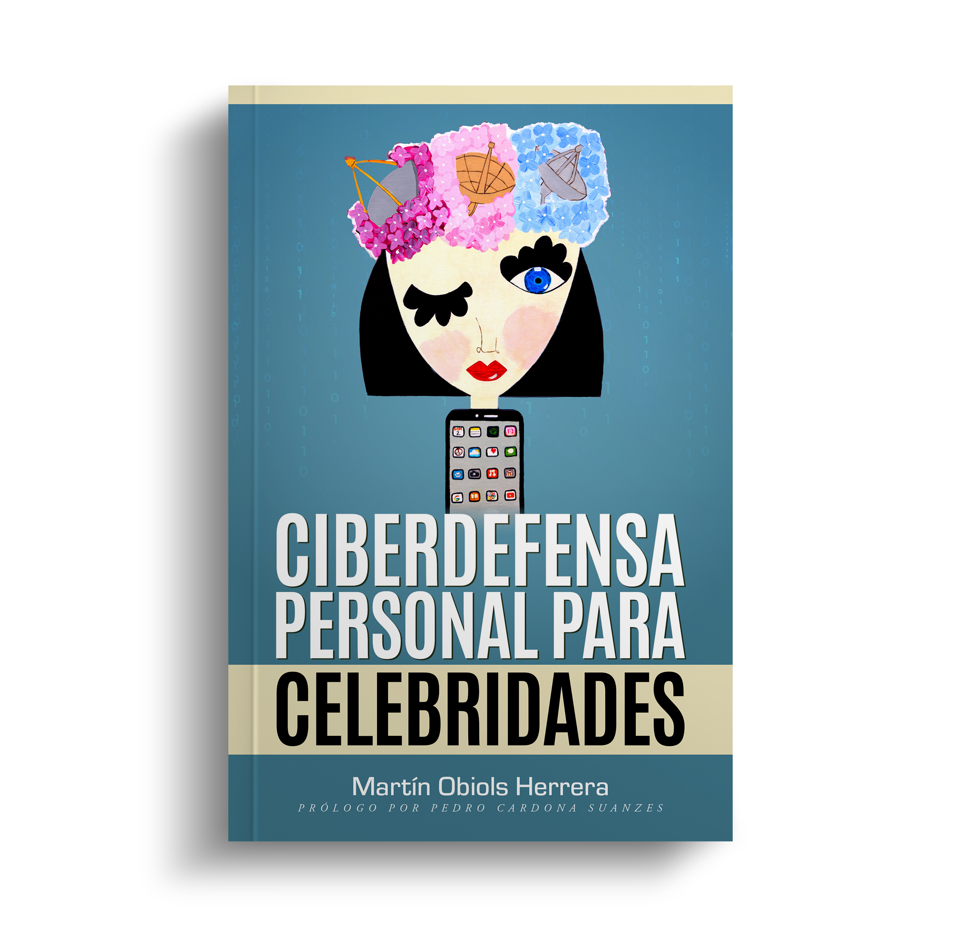 CIBERDEFENSA
PERSONAL PARA
CELEBRIDADES
Martín Obiols Herrera
PRÓLOGO POR PEDRO CARDONA SUANZES